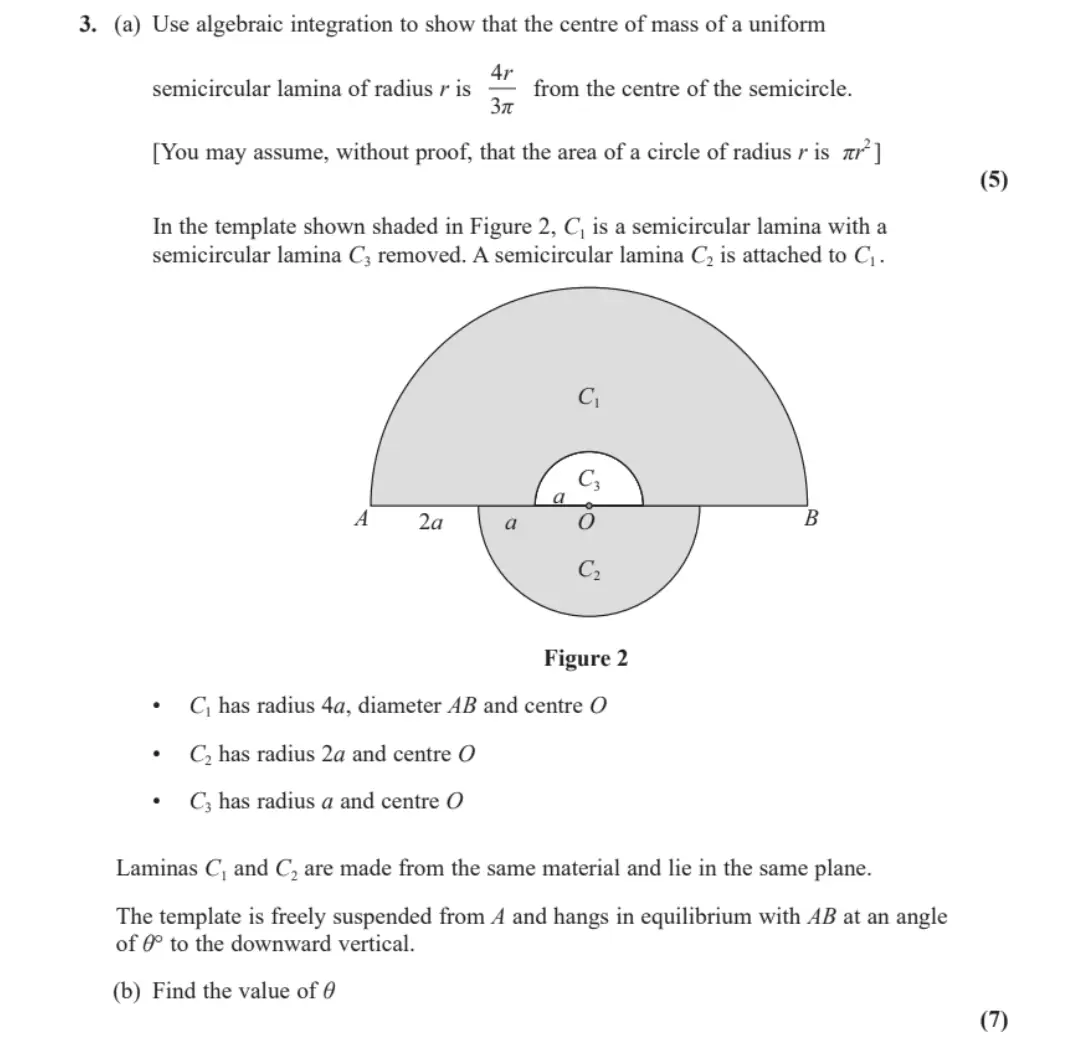 3. (a) Use algebraic integration to show that the centre of mass of a uniform
semicircular lamina of radius r is 4r/3π from the centre of the semicircle.
[You may assume, without proof, that the area of a circle of radius r is πr²]
(5)
In the template shown shaded in Figure 2, C₁ is a semicircular lamina with a
semicircular lamina C₃ removed. A semicircular lamina C₂ is attached to C₁.
C₁
C₃
a
A 2a a O B
C₂
Figure 2
• C₁ has radius 4a, diameter AB and centre O
• C₂ has radius 2a and centre O
• C₃ has radius a and centre O
Laminas C₁ and C₂ are made from the same material and lie in the same plane.
The template is freely suspended from A and hangs in equilibrium with AB at an angle
of θ° to the downward vertical.
(b) Find the value of θ
(7)